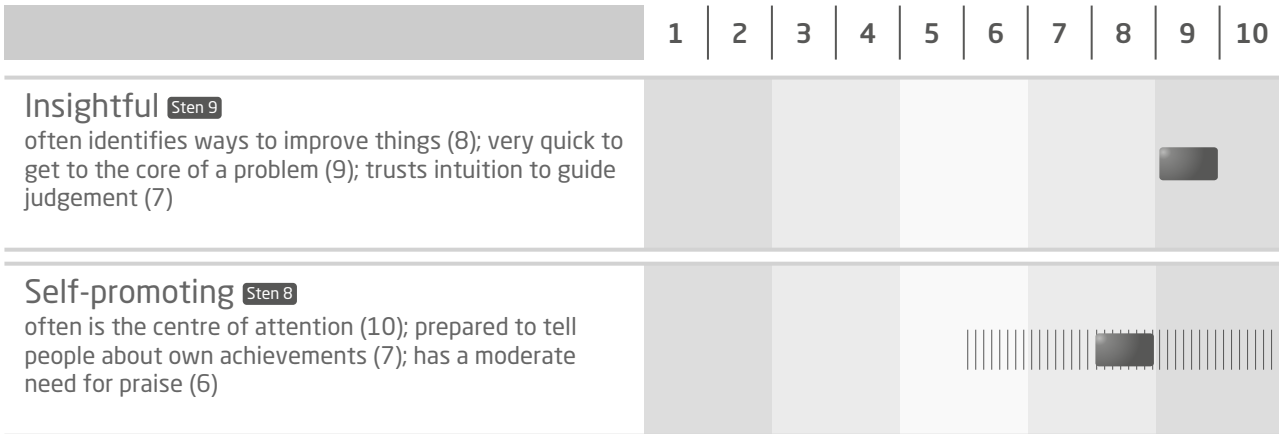 1 2 3 4 5 6 7 8 9 10
Insightful Sten 9
often identifies ways to improve things (8); very quick to
get to the core of a problem (9); trusts intuition to guide
judgement (7)
Self-promoting Sten 8
often is the centre of attention (10); prepared to tell
people about own achievements (7); has a moderate
need for praise (6)